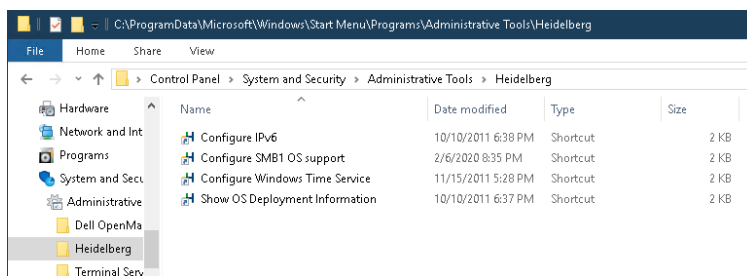 C:\ProgramData\Microsoft\Windows\Start Menu\Programs\Administrative Tools\Heidelberg
File Home Share View
Control Panel > System and Security > Administrative Tools > Heidelberg
Hardware
Network and Int
Programs
System and Secu
Administrative
Dell OpenMa
Heidelberg
Terminal Serv
Name Date modified Type Size
Configure IPv6 10/10/2011 6:38 PM Shortcut 2 KB
Configure SMB1 OS support 2/6/2020 8:35 PM Shortcut 2 KB
Configure Windows Time Service 11/15/2011 5:28 PM Shortcut 2 KB
Show OS Deployment Information 10/10/2011 6:37 PM Shortcut 2 KB